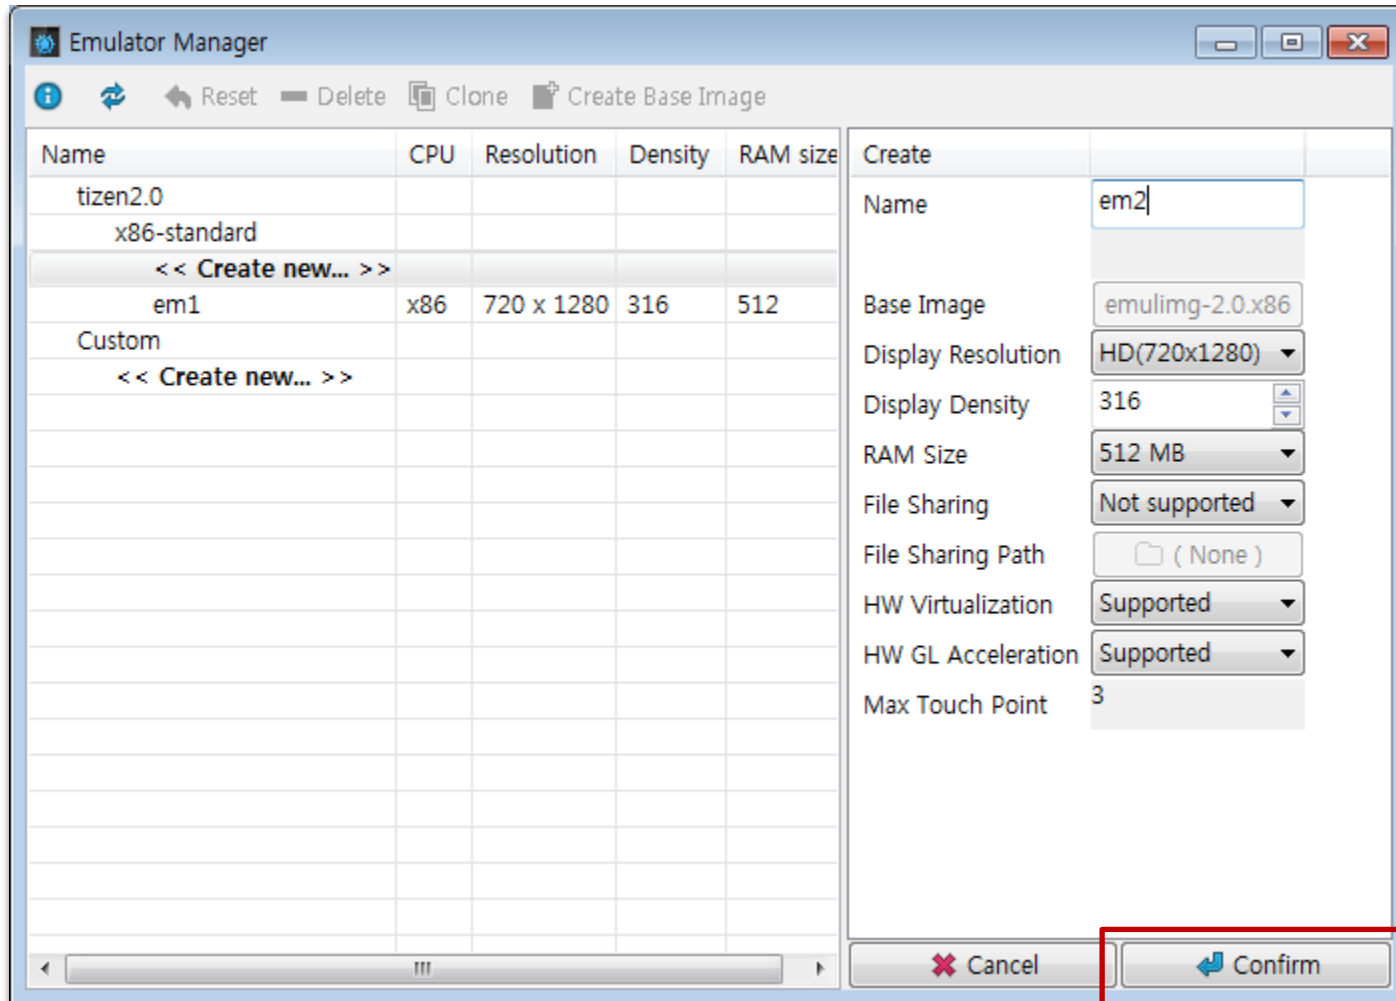 Emulator Manager
Reset Delete Clone Create Base Image
Name CPU Resolution Density RAM size
tizen2.0
x86-standard
<< Create new... >>
em1 x86 720 x 1280 316 512
Custom
<< Create new... >>
Create
Name em2
Base Image emulimg-2.0.x86
Display Resolution HD(720x1280)
Display Density 316
RAM Size 512 MB
File Sharing Not supported
File Sharing Path ( None )
HW Virtualization Supported
HW GL Acceleration Supported
Max Touch Point 3
Cancel Confirm